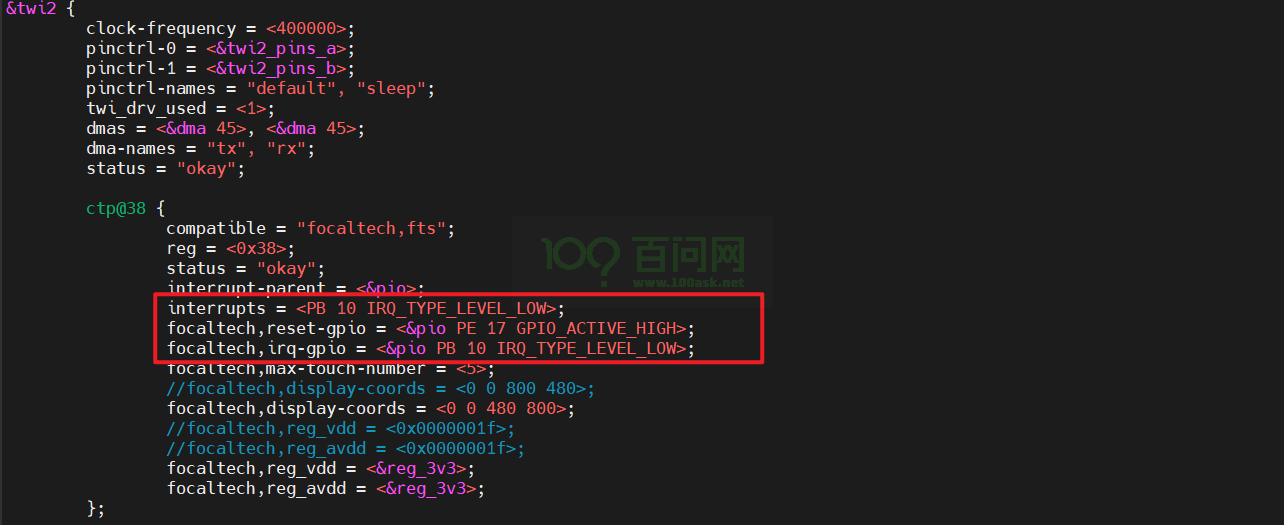 &twi2 {
        clock-frequency = <400000>;
        pinctrl-0 = <&twi2_pins_a>;
        pinctrl-1 = <&twi2_pins_b>;
        pinctrl-names = "default", "sleep";
        twi_drv_used = <1>;
        dmas = <&dma 45>, <&dma 45>;
        dma-names = "tx", "rx";
        status = "okay";

        ctp@38 {
                compatible = "focaltech,fts";
                reg = <0x38>;
                status = "okay";
                interrupt-parent = <&pio>;
                interrupts = <PB 10 IRQ_TYPE_LEVEL_LOW>;
                focaltech,reset-gpio = <&pio PE 17 GPIO_ACTIVE_HIGH>;
                focaltech,irq-gpio = <&pio PB 10 IRQ_TYPE_LEVEL_LOW>;
                focaltech,max-touch-number = <5>;
                //focaltech,display-coords = <0 0 800 480>;
                focaltech,display-coords = <0 0 480 800>;
                //focaltech,reg_vdd = <0x0000001f>;
                //focaltech,reg_avdd = <0x0000001f>;
                focaltech,reg_vdd = <&reg_3v3>;
                focaltech,reg_avdd = <&reg_3v3>;
        };
100?百问网
www.100ask.net